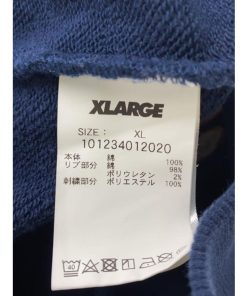 XLARGE
SIZE: XL
101234012020
本体 綿 100%
リブ部分 綿 98%
ポリウレタン 2%
刺繍部分 ポリエステル 100%
40